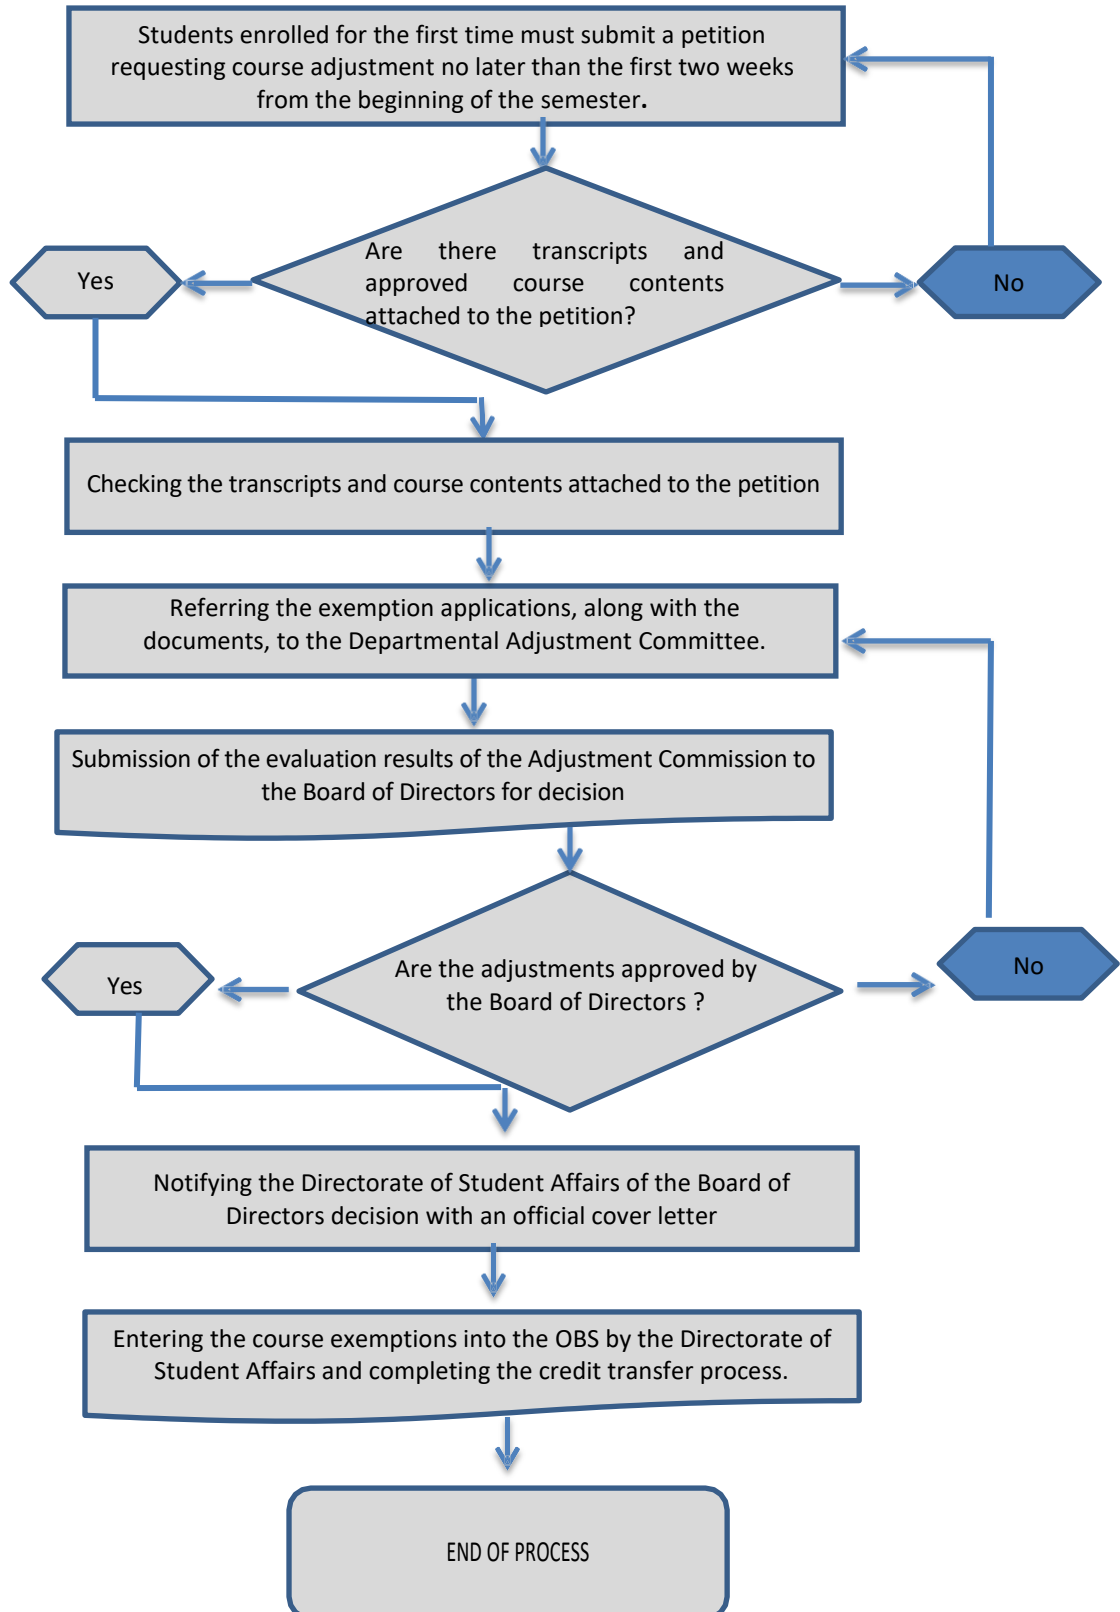 Students enrolled for the first time must submit a petition
requesting course adjustment no later than the first two weeks
from the beginning of the semester.
Are there transcripts and
approved course contents
attached to the petition?
Yes
No
Checking the transcripts and course contents attached to the petition
Referring the exemption applications, along with the
documents, to the Departmental Adjustment Committee.
Submission of the evaluation results of the Adjustment Commission to
the Board of Directors for decision
Are the adjustments approved by
the Board of Directors ?
Yes
No
Notifying the Directorate of Student Affairs of the Board of
Directors decision with an official cover letter
Entering the course exemptions into the OBS by the Directorate of
Student Affairs and completing the credit transfer process.
END OF PROCESS